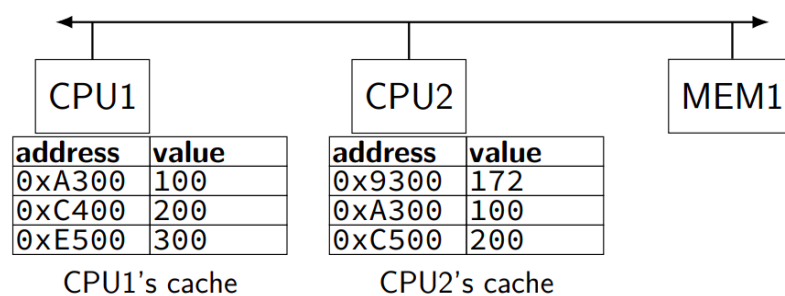 CPU1 CPU2 MEM1
address value address value
0xA300 100 0x9300 172
0xC400 200 0xA300 100
0xE500 300 0xC500 200
CPU1's cache CPU2's cache